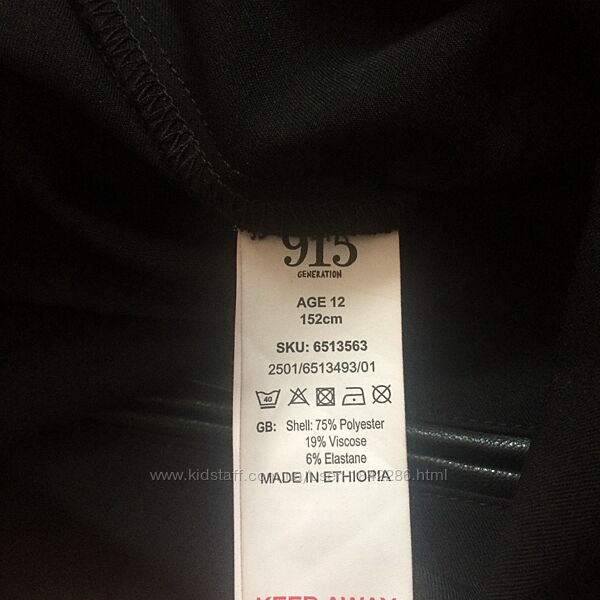 915
GENERATION
AGE 12
152cm
SKU: 6513563
2501/6513493/01
40
GB: Shell: 75% Polyester
19% Viscose
6% Elastane
MADE IN ETHIOPIA
KEEP AWAY